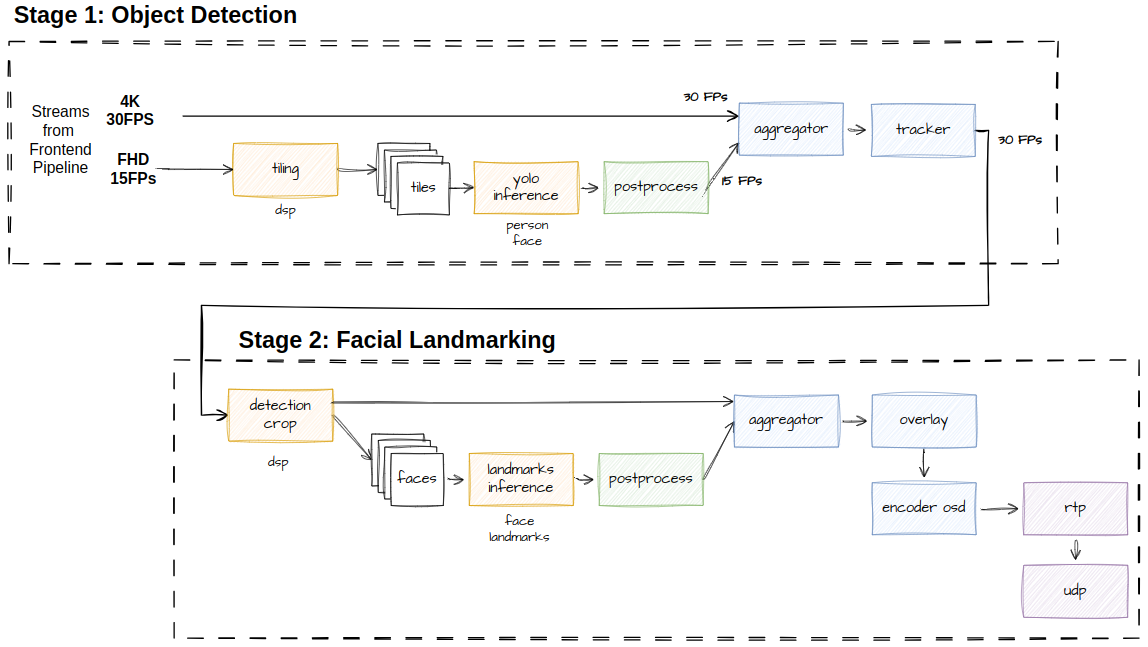 Stage 1: Object Detection
Streams
from
Frontend
Pipeline
4K
30FPS
FHD
15FPs
tiling
dsp
tiles
yolo
inference
person
face
postprocess
30 FPs
15 FPs
aggregator
tracker
30 FPs
Stage 2: Facial Landmarking
detection
crop
dsp
faces
landmarks
inference
face
landmarks
postprocess
aggregator
overlay
encoder osd
rtp
udp